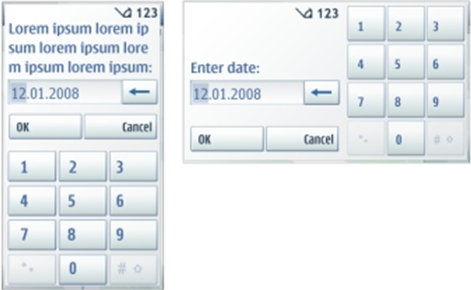 123
Lorem ipsum lorem ip
sum lorem ipsum lore
m ipsum lorem ipsum:
12.01.2008
OK Cancel
1 2 3
4 5 6
7 8 9
*+ 0 #
123
Enter date:
12.01.2008
OK Cancel
1 2 3
4 5 6
7 8 9
*+ 0 #